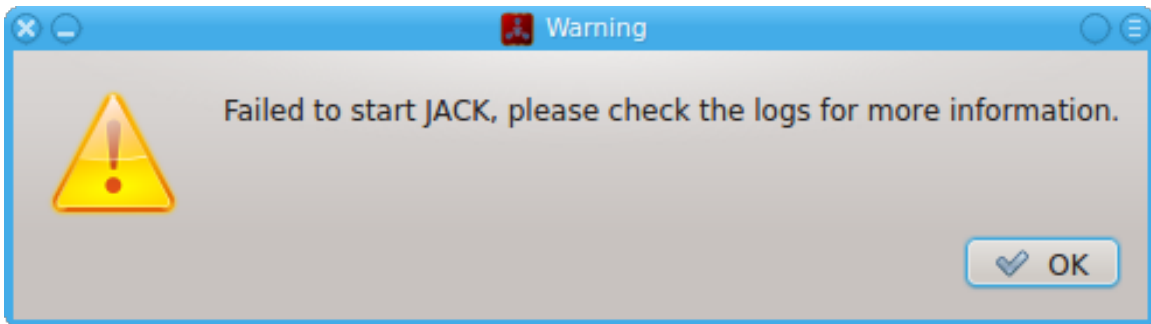 Warning
Failed to start JACK, please check the logs for more information.
OK